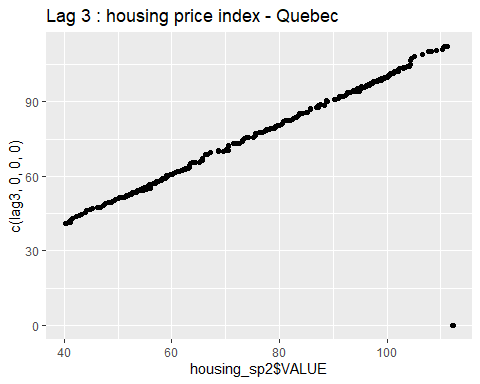 Lag 3 : housing price index - Quebec
c(lag3, 0, 0, 0)
90
60
30
0
40
60
80
100
housing_sp2$VALUE